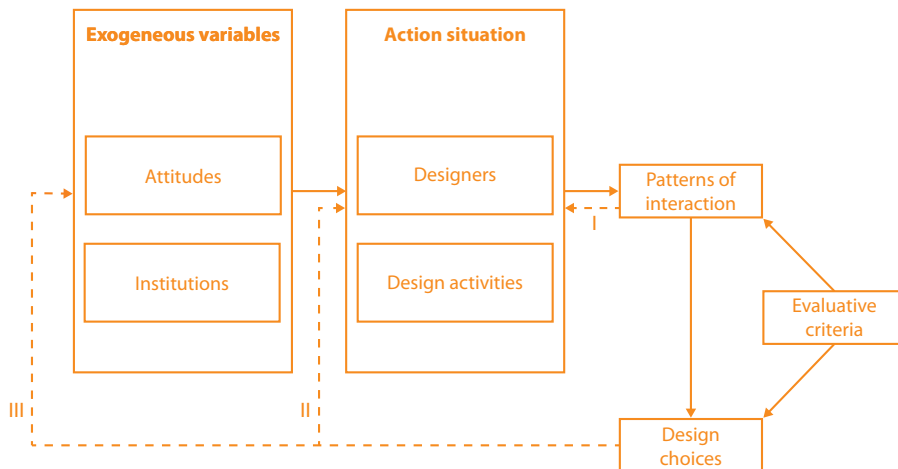 Exogeneous variables
Action situation
Attitudes
Designers
Patterns of
interaction
I
Institutions
Design activities
Evaluative
criteria
III
II
Design
choices